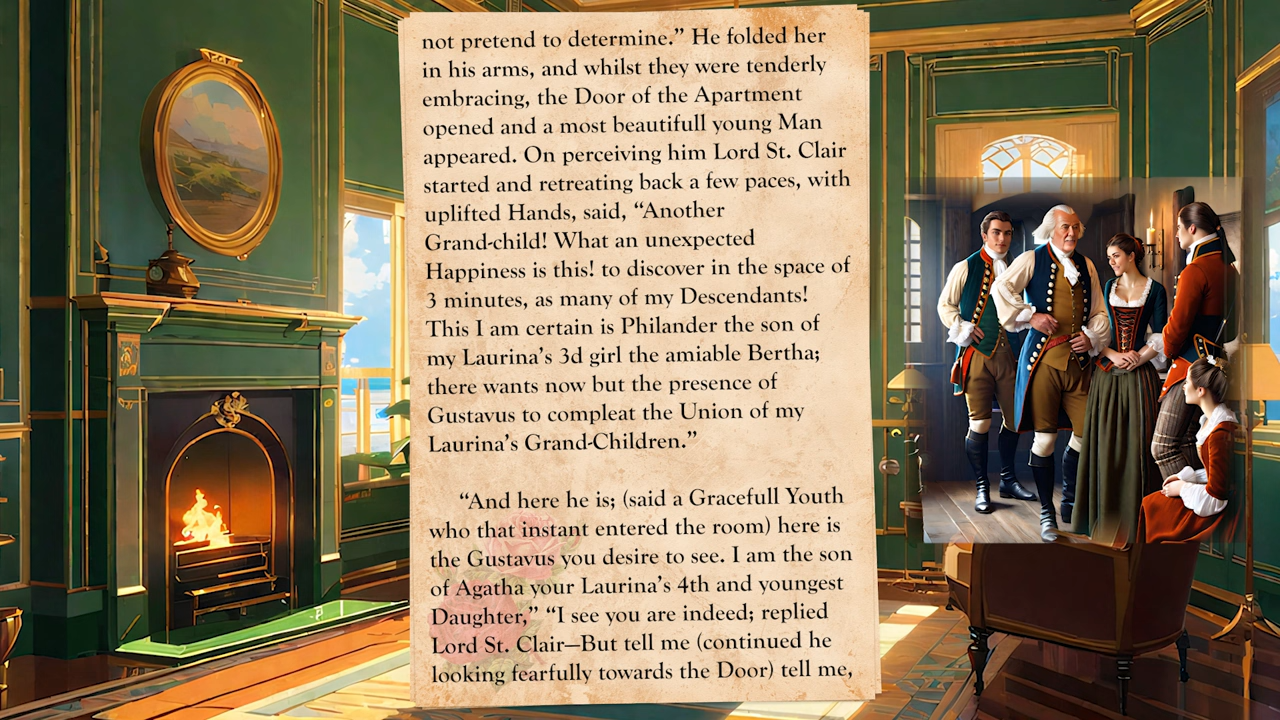 not pretend to determine.” He folded her
in his arms, and whilst they were tenderly
embracing, the Door of the Apartment
opened and a most beautifull young Man
appeared. On perceiving him Lord St. Clair
started and retreating back a few paces, with
uplifted Hands, said, “Another
Grand-child! What an unexpected
Happiness is this! to discover in the space of
3 minutes, as many of my Descendants!
This I am certain is Philander the son of
my Laurina’s 3d girl the amiable Bertha;
there wants now but the presence of
Gustavus to compleat the Union of my
Laurina’s Grand-Children.”
“And here he is; (said a Gracefull Youth
who that instant entered the room) here is
the Gustavus you desire to see. I am the son
of Agatha your Laurina’s 4th and youngest
Daughter,” “I see you are indeed; replied
Lord St. Clair—But tell me (continued he
looking fearfully towards the Door) tell me,